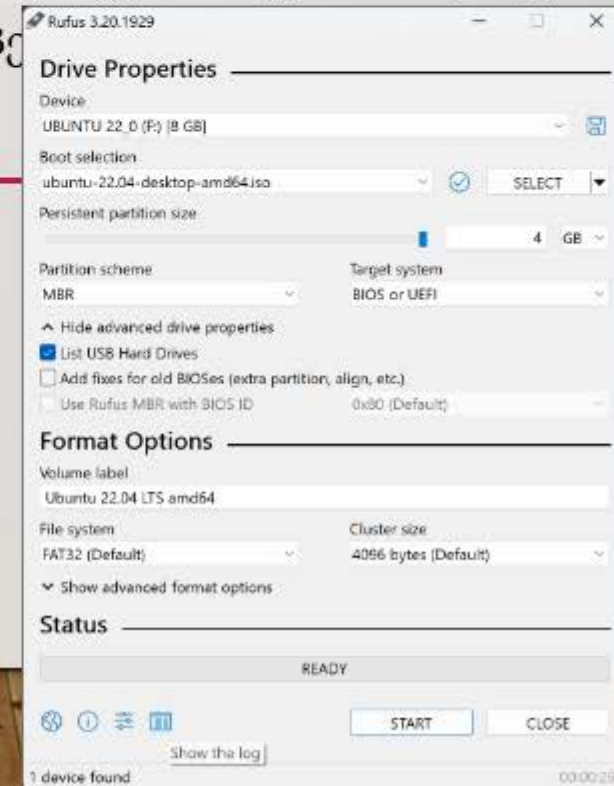 Rufus 3.20.1929
Drive Properties
Device
UBUNTU 22_0 (F:) [8 GB]
Boot selection
ubuntu-22.04-desktop-amd64.iso
SELECT
Persistent partition size
4 GB
Partition scheme Target system
MBR BIOS or UEFI
Hide advanced drive properties
List USB Hard Drives
Add fixes for old BIOSes (extra partition, align, etc.)
Use Rufus MBR with BIOS ID 0x80 (Default)
Format Options
Volume label
Ubuntu 22.04 LTS amd64
File system Cluster size
FAT32 (Default) 4096 bytes (Default)
Show advanced format options
Status
READY
START CLOSE
Show the log
1 device found 00:00:29